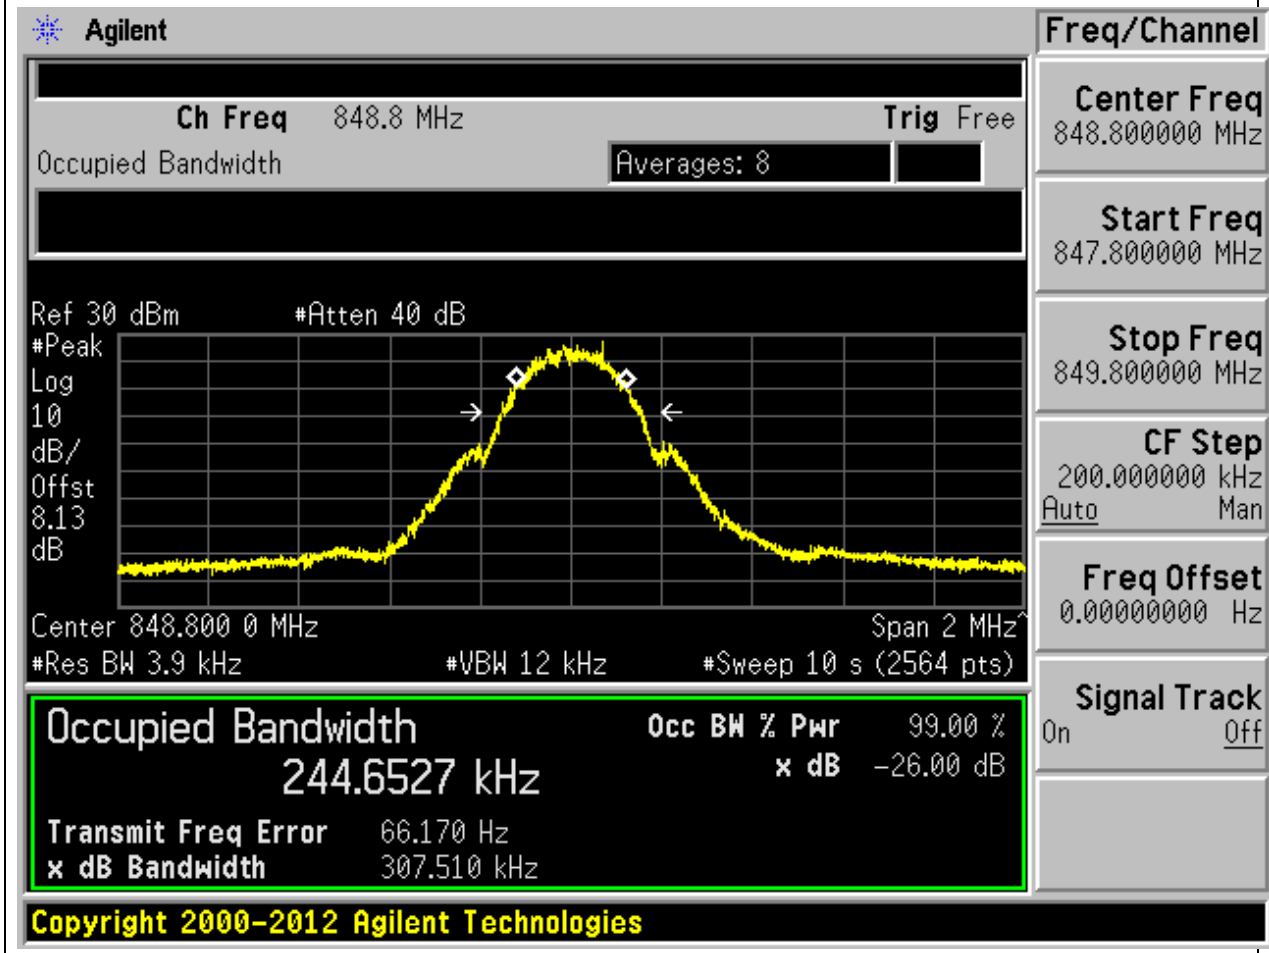 Agilent
Freq/Channel
Ch Freq 848.8 MHz Trig Free
Occupied Bandwidth Averages: 8
Center Freq
848.800000 MHz
Start Freq
847.800000 MHz
Stop Freq
849.800000 MHz
CF Step
200.000000 kHz
Auto Man
Freq Offset
0.00000000 Hz
Signal Track
On Off
Ref 30 dBm #Atten 40 dB
#Peak
Log
10
dB/
Offst
8.13
dB
Center 848.800 0 MHz Span 2 MHz^
#Res BW 3.9 kHz #VBW 12 kHz #Sweep 10 s (2564 pts)
Occupied Bandwidth Occ BW % Pwr 99.00 %
244.6527 kHz x dB -26.00 dB
Transmit Freq Error 66.170 Hz
x dB Bandwidth 307.510 kHz
Copyright 2000-2012 Agilent Technologies